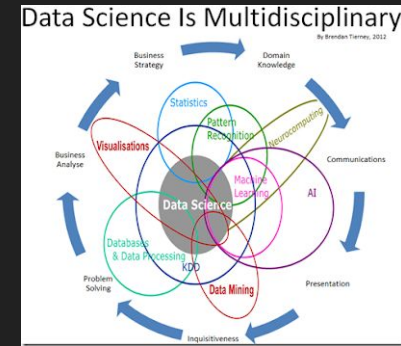 Data Science Is Multidisciplinary
By Brendan Tierney, 2012
Business
Strategy
Domain
Knowledge
Statistics
Pattern
Recognition
Neurocomputing
Visualisations
Business
Analyse
Communications
Machine
Learning
AI
Data Science
Databases
& Data Processing
KDD
Data Mining
Problem
Solving
Presentation
Inquisitiveness